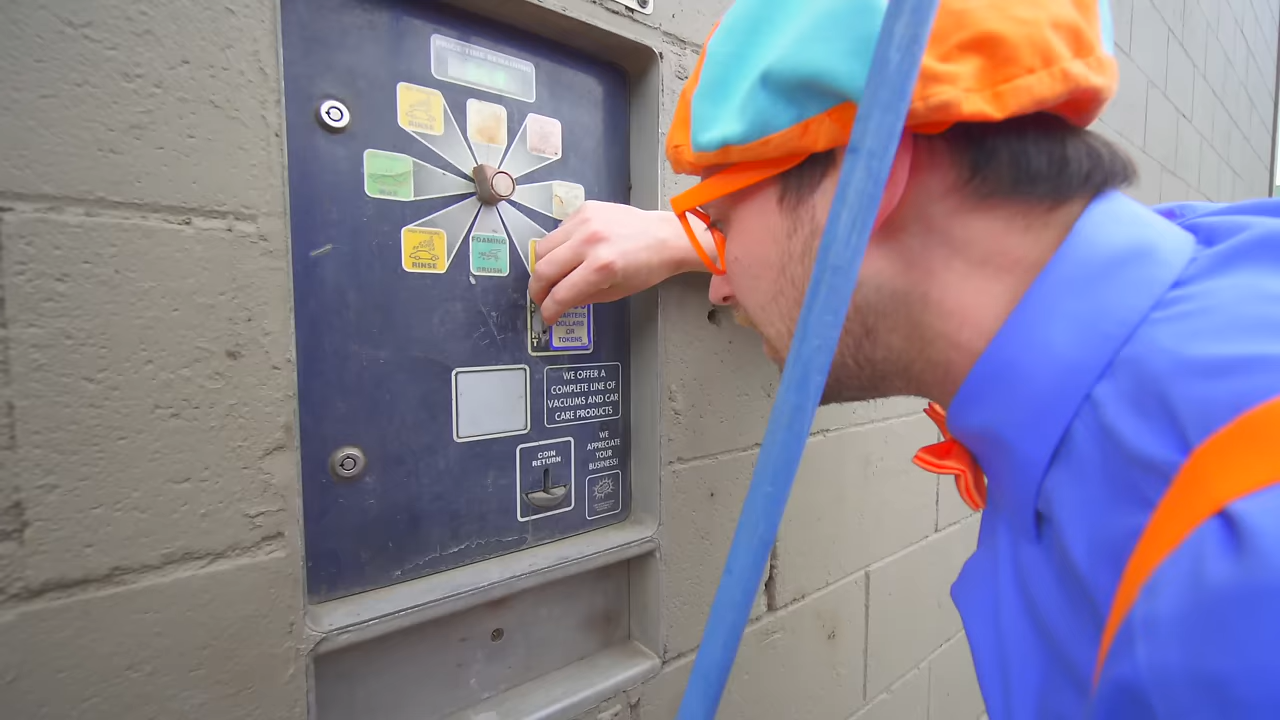 RINSE
RINSE
FOAMING
BRUSH
QUARTERS
DOLLARS
OR
TOKENS
WE OFFER A
COMPLETE LINE OF
VACUUMS AND CAR
CARE PRODUCTS
COIN
RETURN
WE
APPRECIATE
YOUR
BUSINESS!